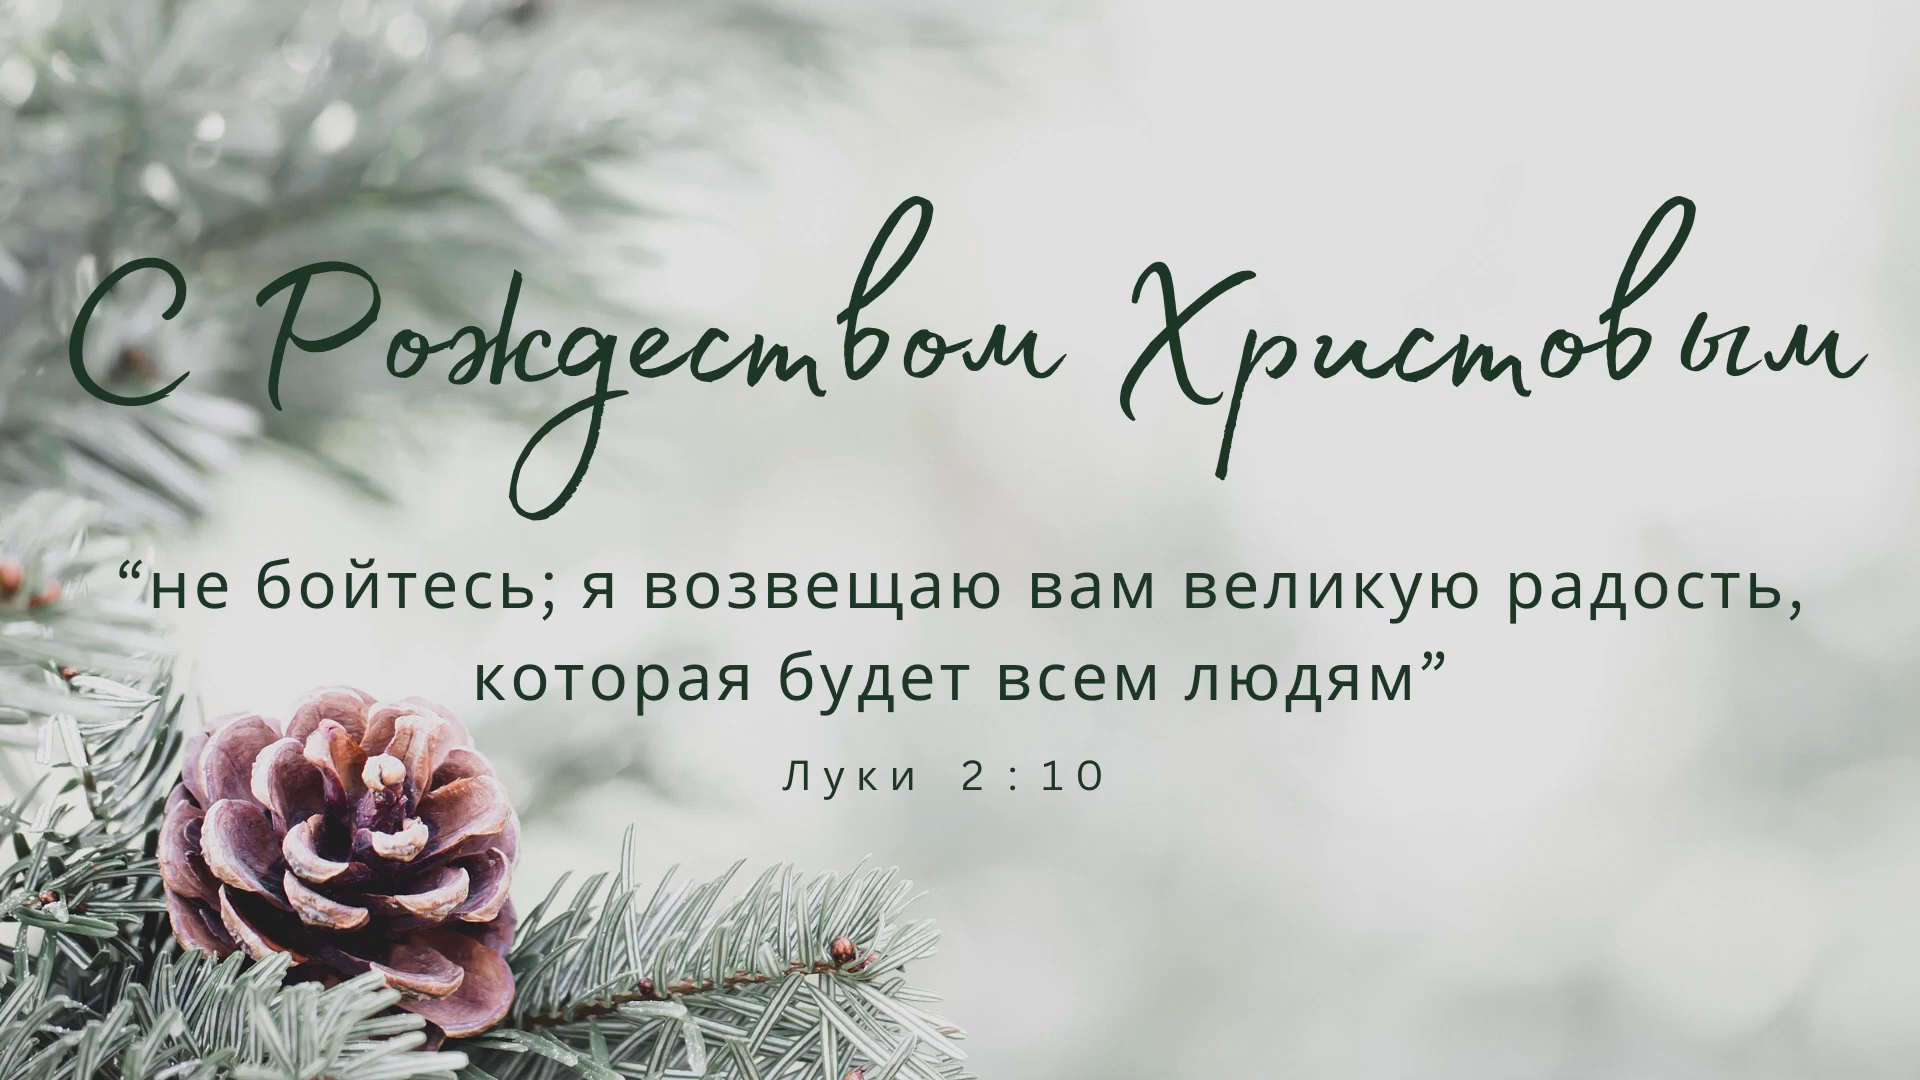 С Рождеством Христовым
“не бойтесь; я возвещаю вам великую радость,
которая будет всем людям”
Луки 2:10